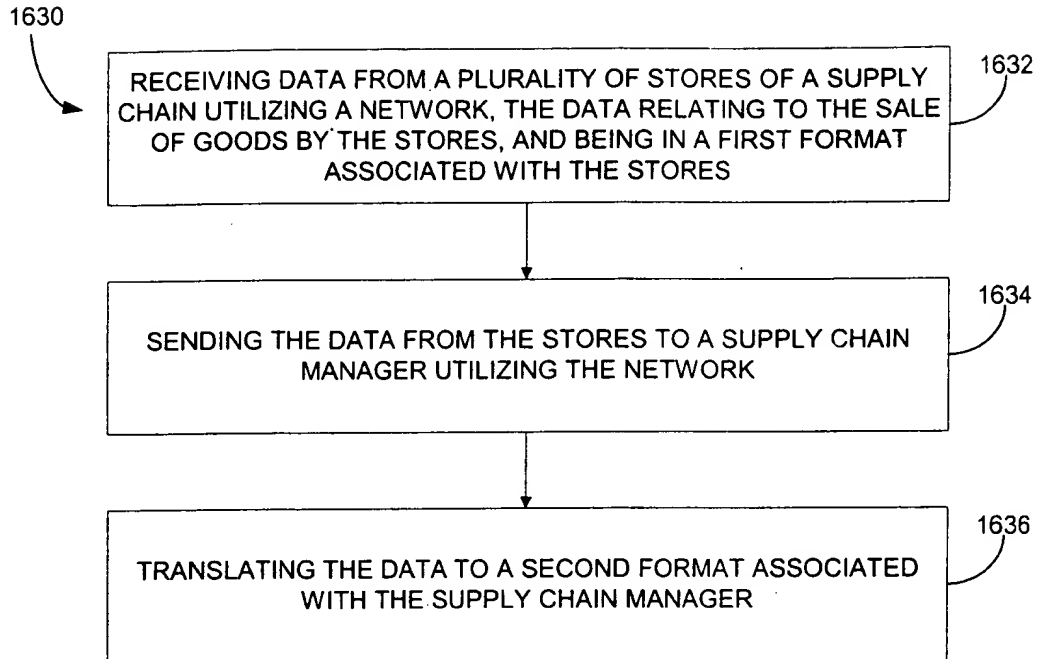 1630
RECEIVING DATA FROM A PLURALITY OF STORES OF A SUPPLY
CHAIN UTILIZING A NETWORK, THE DATA RELATING TO THE SALE
OF GOODS BY THE STORES, AND BEING IN A FIRST FORMAT
ASSOCIATED WITH THE STORES
1632
SENDING THE DATA FROM THE STORES TO A SUPPLY CHAIN
MANAGER UTILIZING THE NETWORK
1634
TRANSLATING THE DATA TO A SECOND FORMAT ASSOCIATED
WITH THE SUPPLY CHAIN MANAGER
1636